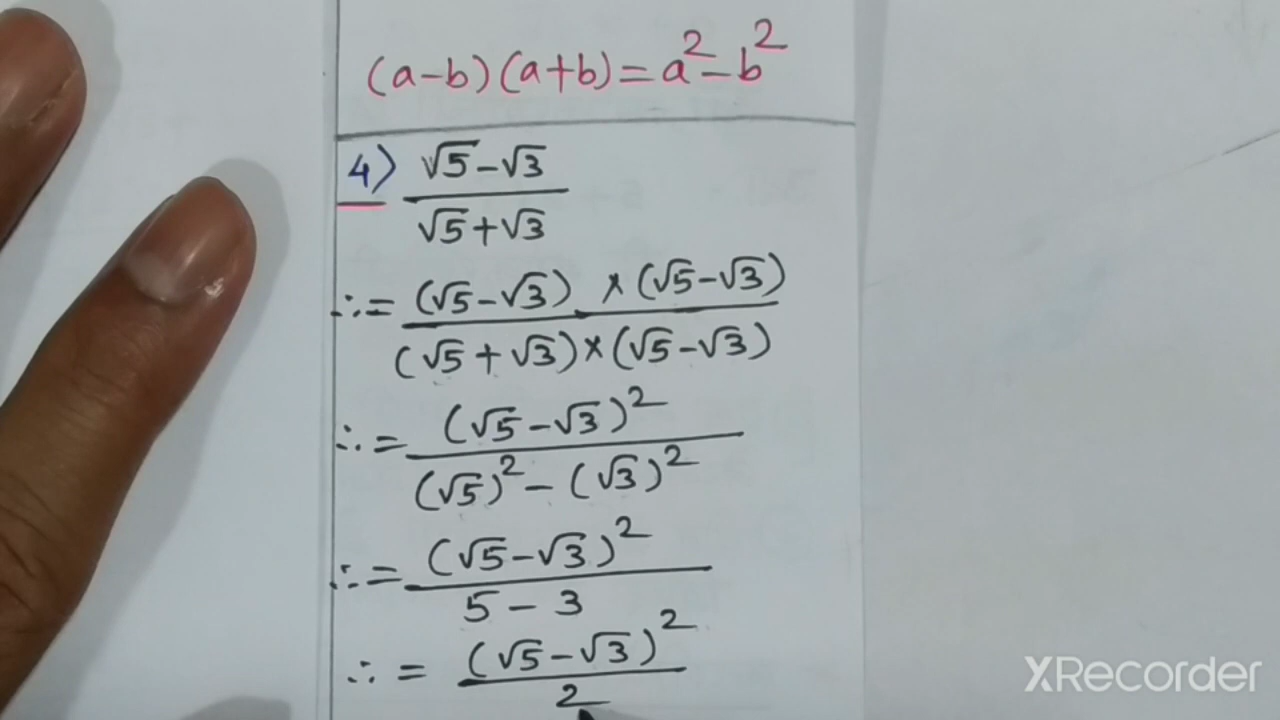 (a-b)(a+b)=a²-b²
4) √5-√3
√5+√3
∴= (√5-√3) ×(√5-√3)
(√5+√3)×(√5-√3)
∴= (√5-√3)²
(√5)²-(√3)²
∴= (√5-√3)²
5-3
∴ = (√5-√3)²
2
XRecorder